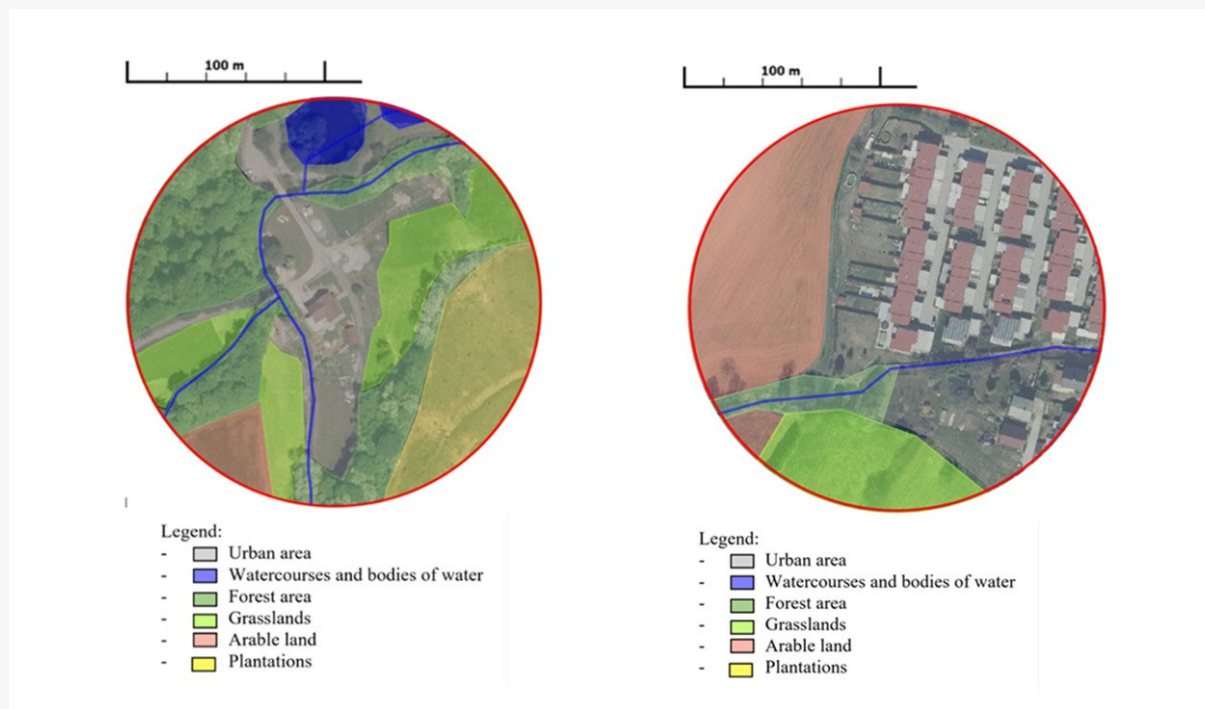 100 m
100 m
Legend:
- Urban area
- Watercourses and bodies of water
- Forest area
- Grasslands
- Arable land
- Plantations
Legend:
- Urban area
- Watercourses and bodies of water
- Forest area
- Grasslands
- Arable land
- Plantations